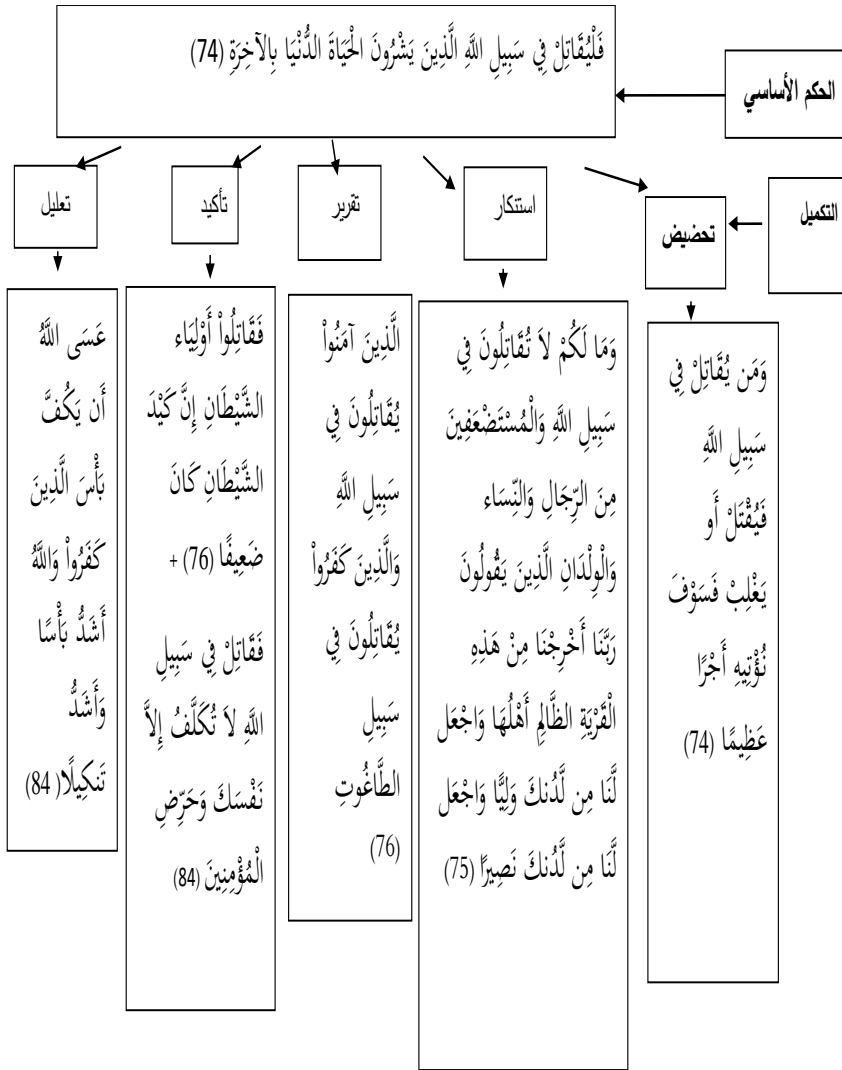 فَلْيُقَاتِلْ فِي سَبِيلِ اللَّهِ الَّذِينَ يَشْرُونَ الْحَيَاةَ الدُّنْيَا بِالآخِرَةِ (74)
الحكم الأساسي
التكميل
تحضيض
استنكار
تقرير
تأكيد
تعليل
وَمَن يُقَاتِلْ فِي
سَبِيلِ اللَّهِ
فَيُقْتَلْ أَو
يَغْلِبْ فَسَوْفَ
نُؤْتِيهِ أَجْرًا
عَظِيمًا (74)
وَمَا لَكُمْ لاَ تُقَاتِلُونَ فِي
سَبِيلِ اللَّهِ وَالْمُسْتَضْعَفِينَ
مِنَ الرِّجَالِ وَالنِّسَاء
وَالْوِلْدَانِ الَّذِينَ يَقُولُونَ
رَبَّنَا أَخْرِجْنَا مِنْ هَذِهِ
الْقَرْيَةِ الظَّالِمِ أَهْلُهَا وَاجْعَل
لَّنَا مِن لَّدُنكَ وَلِيًّا وَاجْعَل
لَّنَا مِن لَّدُنكَ نَصِيرًا (75)
الَّذِينَ آمَنُواْ
يُقَاتِلُونَ فِي
سَبِيلِ اللَّهِ
وَالَّذِينَ كَفَرُواْ
يُقَاتِلُونَ فِي
سَبِيلِ
الطَّاغُوتِ
(76)
فَقَاتِلُواْ أَوْلِيَاء
الشَّيْطَانِ إِنَّ كَيْدَ
الشَّيْطَانِ كَانَ
ضَعِيفًا (76) +
فَقَاتِلْ فِي سَبِيلِ
اللَّهِ لاَ تُكَلَّفُ إِلاَّ
نَفْسَكَ وَحَرِّضِ
الْمُؤْمِنِينَ (84)
عَسَى اللَّهُ
أَن يَكُفَّ
بَأْسَ الَّذِينَ
كَفَرُواْ وَاللَّهُ
أَشَدُّ بَأْسًا
وَأَشَدُّ
تَنكِيلًا( 84)